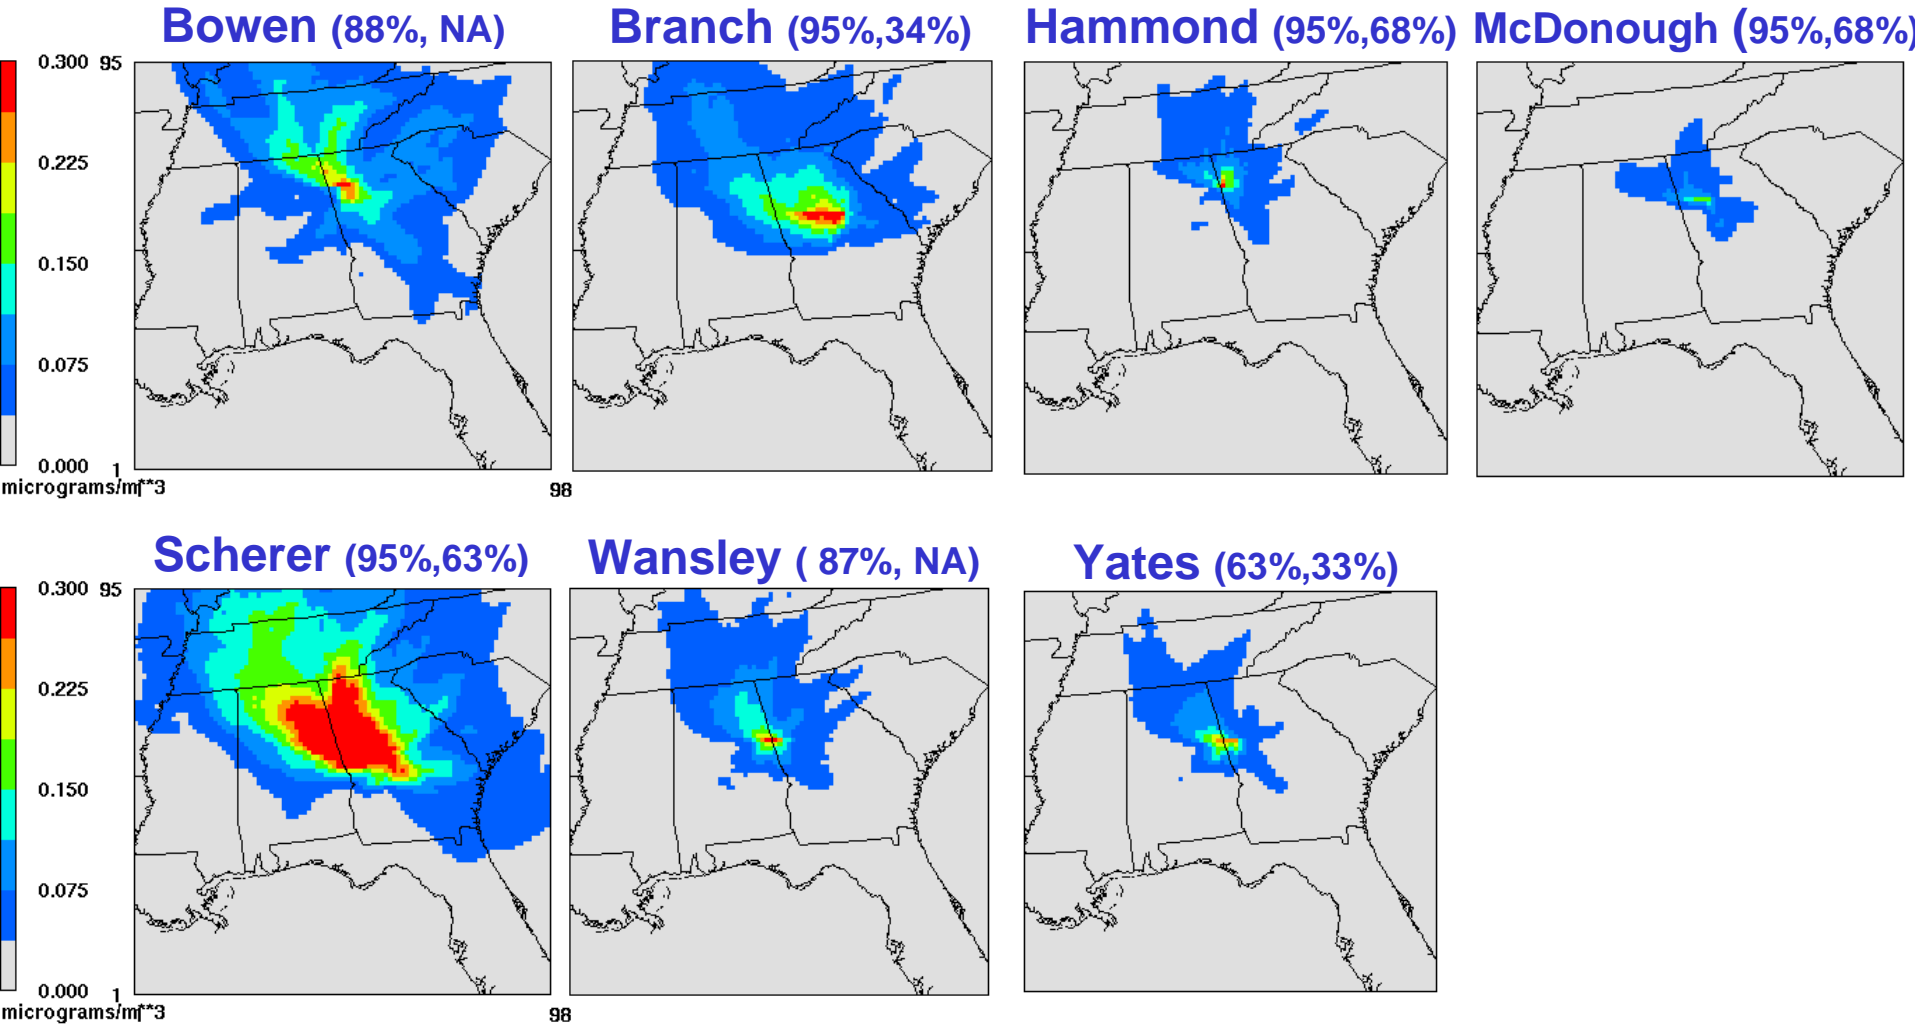 Bowen (88%, NA)
Branch (95%,34%)
Hammond (95%,68%)
McDonough (95%,68%)
0.300 95
0.225
0.150
0.075
0.000 1
micrograms/m**3
98
Scherer (95%,63%)
Wansley ( 87%, NA)
Yates (63%,33%)
0.300 95
0.225
0.150
0.075
0.000 1
micrograms/m**3
98